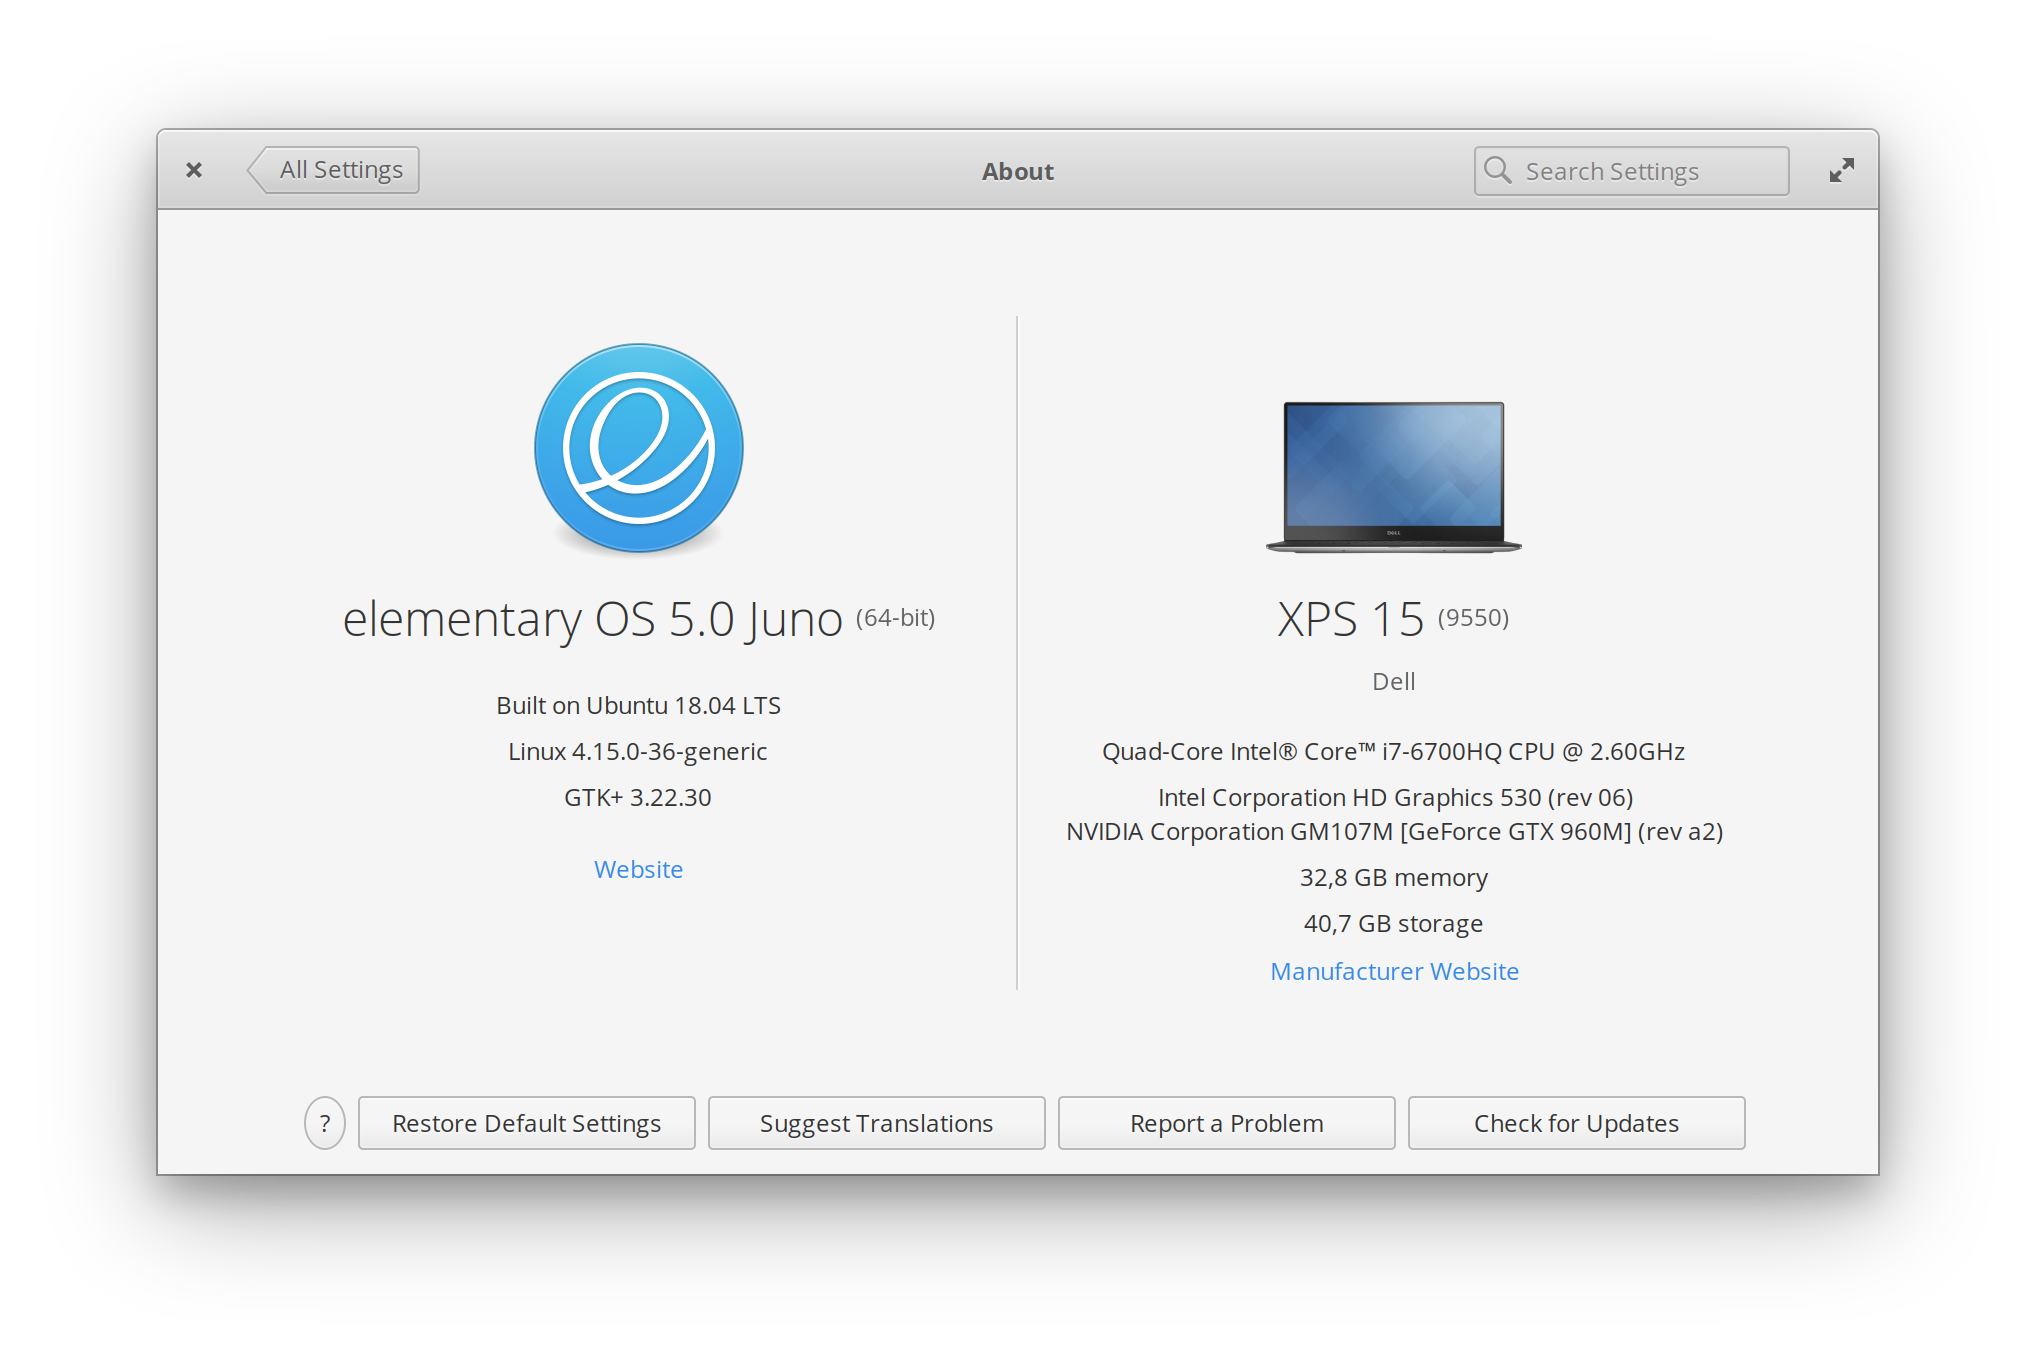 All Settings
About
Search Settings
elementary OS 5.0 Juno (64-bit)
Built on Ubuntu 18.04 LTS
Linux 4.15.0-36-generic
GTK+ 3.22.30
Website
DELL
XPS 15 (9550)
Dell
Quad-Core Intel® Core™ i7-6700HQ CPU @ 2.60GHz
Intel Corporation HD Graphics 530 (rev 06)
NVIDIA Corporation GM107M [GeForce GTX 960M] (rev a2)
32,8 GB memory
40,7 GB storage
Manufacturer Website
?
Restore Default Settings
Suggest Translations
Report a Problem
Check for Updates